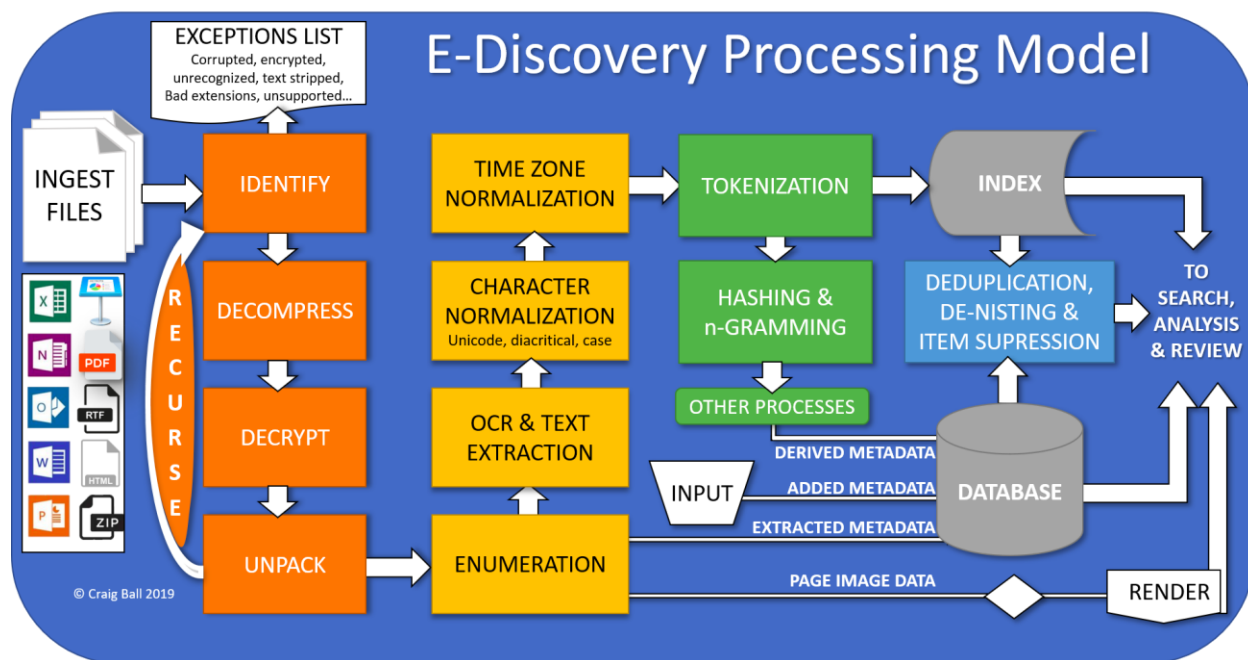 E-Discovery Processing Model
EXCEPTIONS LIST
Corrupted, encrypted,
unrecognized, text stripped,
Bad extensions, unsupported...
INGEST
FILES
IDENTIFY
DECOMPRESS
DECRYPT
UNPACK
RECURSE
X
N
PDF
O
RTF
W
HTML
P
ZIP
© Craig Ball 2019
TIME ZONE
NORMALIZATION
CHARACTER
NORMALIZATION
Unicode, diacritical, case
OCR & TEXT
EXTRACTION
ENUMERATION
TOKENIZATION
HASHING &
n-GRAMMING
OTHER PROCESSES
INPUT
DERIVED METADATA
ADDED METADATA
EXTRACTED METADATA
PAGE IMAGE DATA
INDEX
DEDUPLICATION,
DE-NISTING &
ITEM SUPRESSION
DATABASE
TO
SEARCH,
ANALYSIS
& REVIEW
RENDER